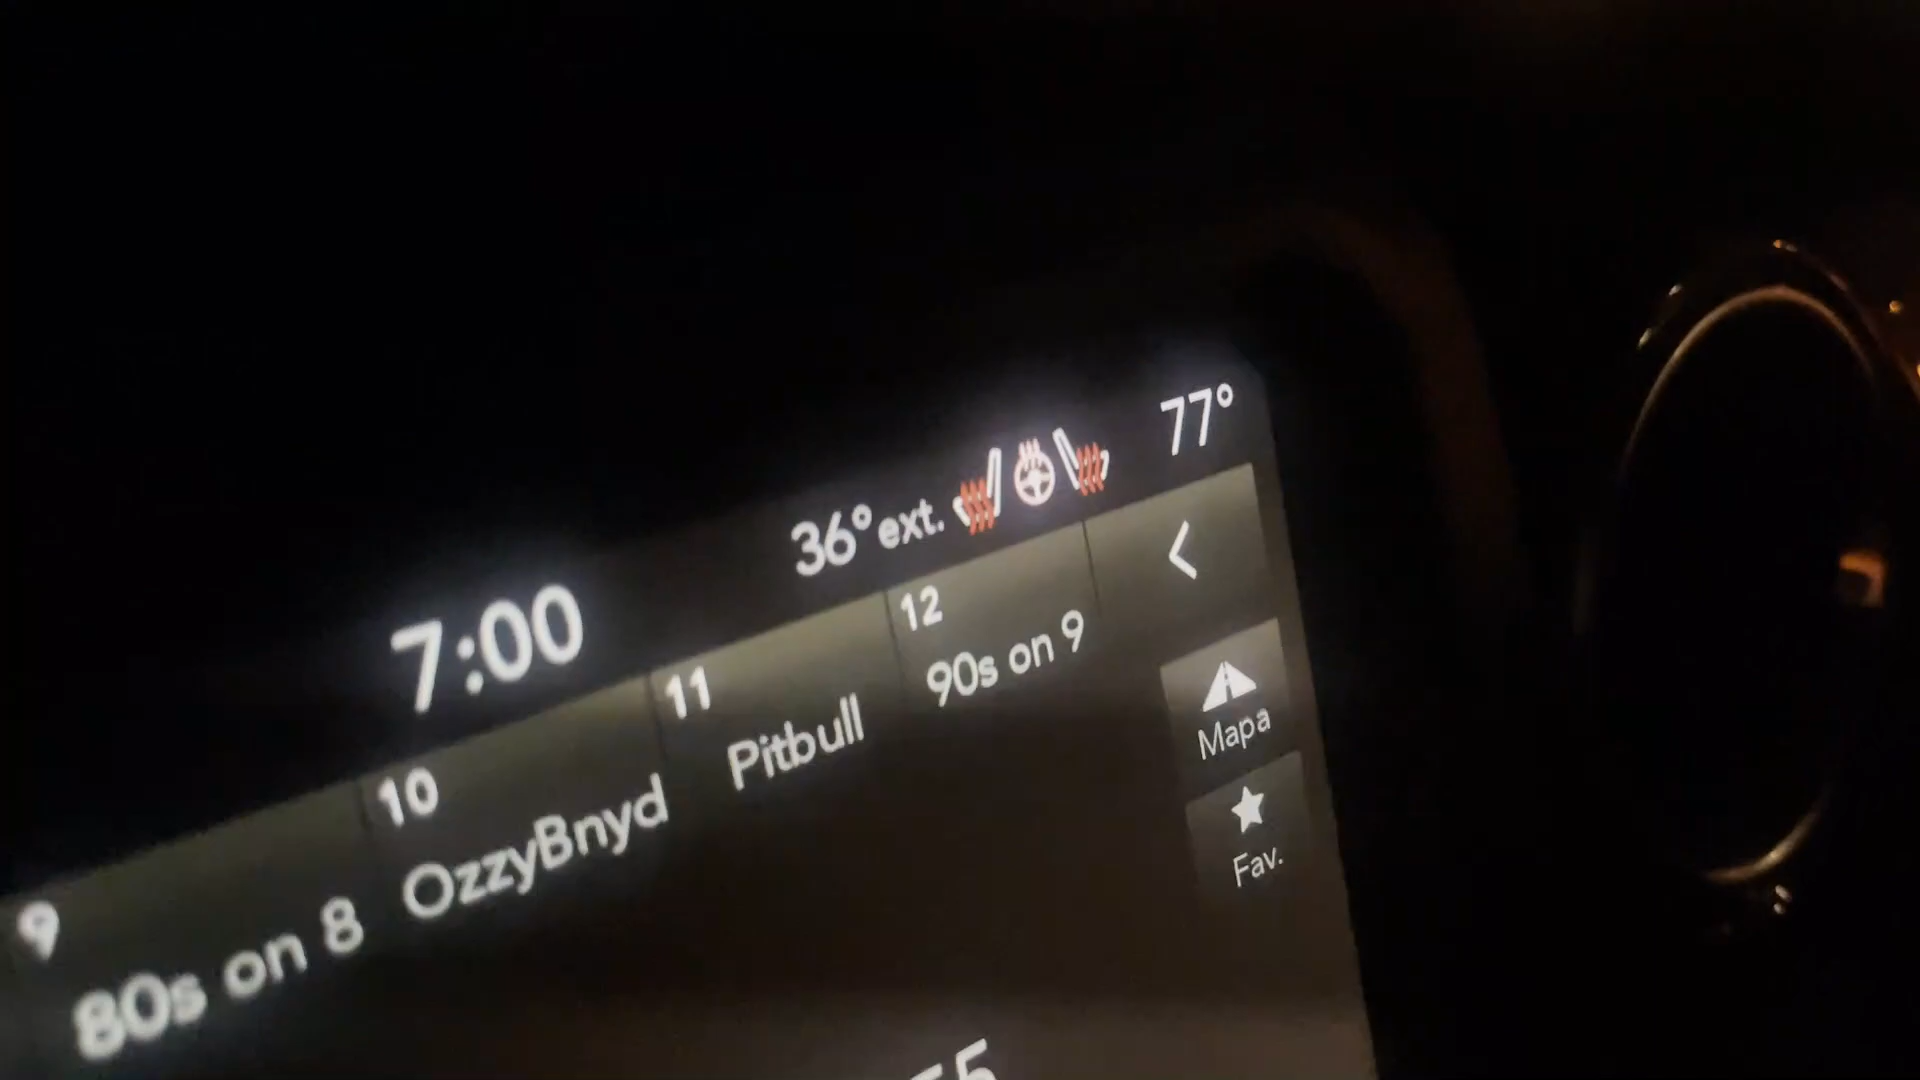 7:00
36° ext.
77°
9
80s on 8
10
OzzyBnyd
11
Pitbull
12
90s on 9
Mapa
Fav.